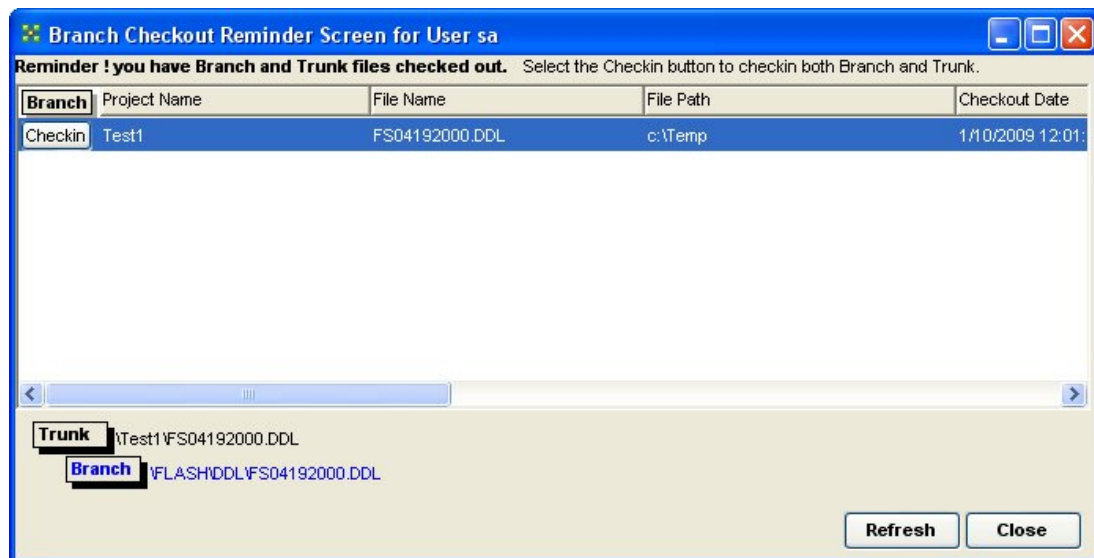 Branch Checkout Reminder Screen for User sa
Reminder ! you have Branch and Trunk files checked out. Select the Checkin button to checkin both Branch and Trunk.
Branch Project Name File Name File Path Checkout Date
Checkin Test1 FS04192000.DDL c:\Temp 1/10/2009 12:01:
Trunk \Test1\FS04192000.DDL
Branch \FLASH\DDL\FS04192000.DDL
Refresh Close